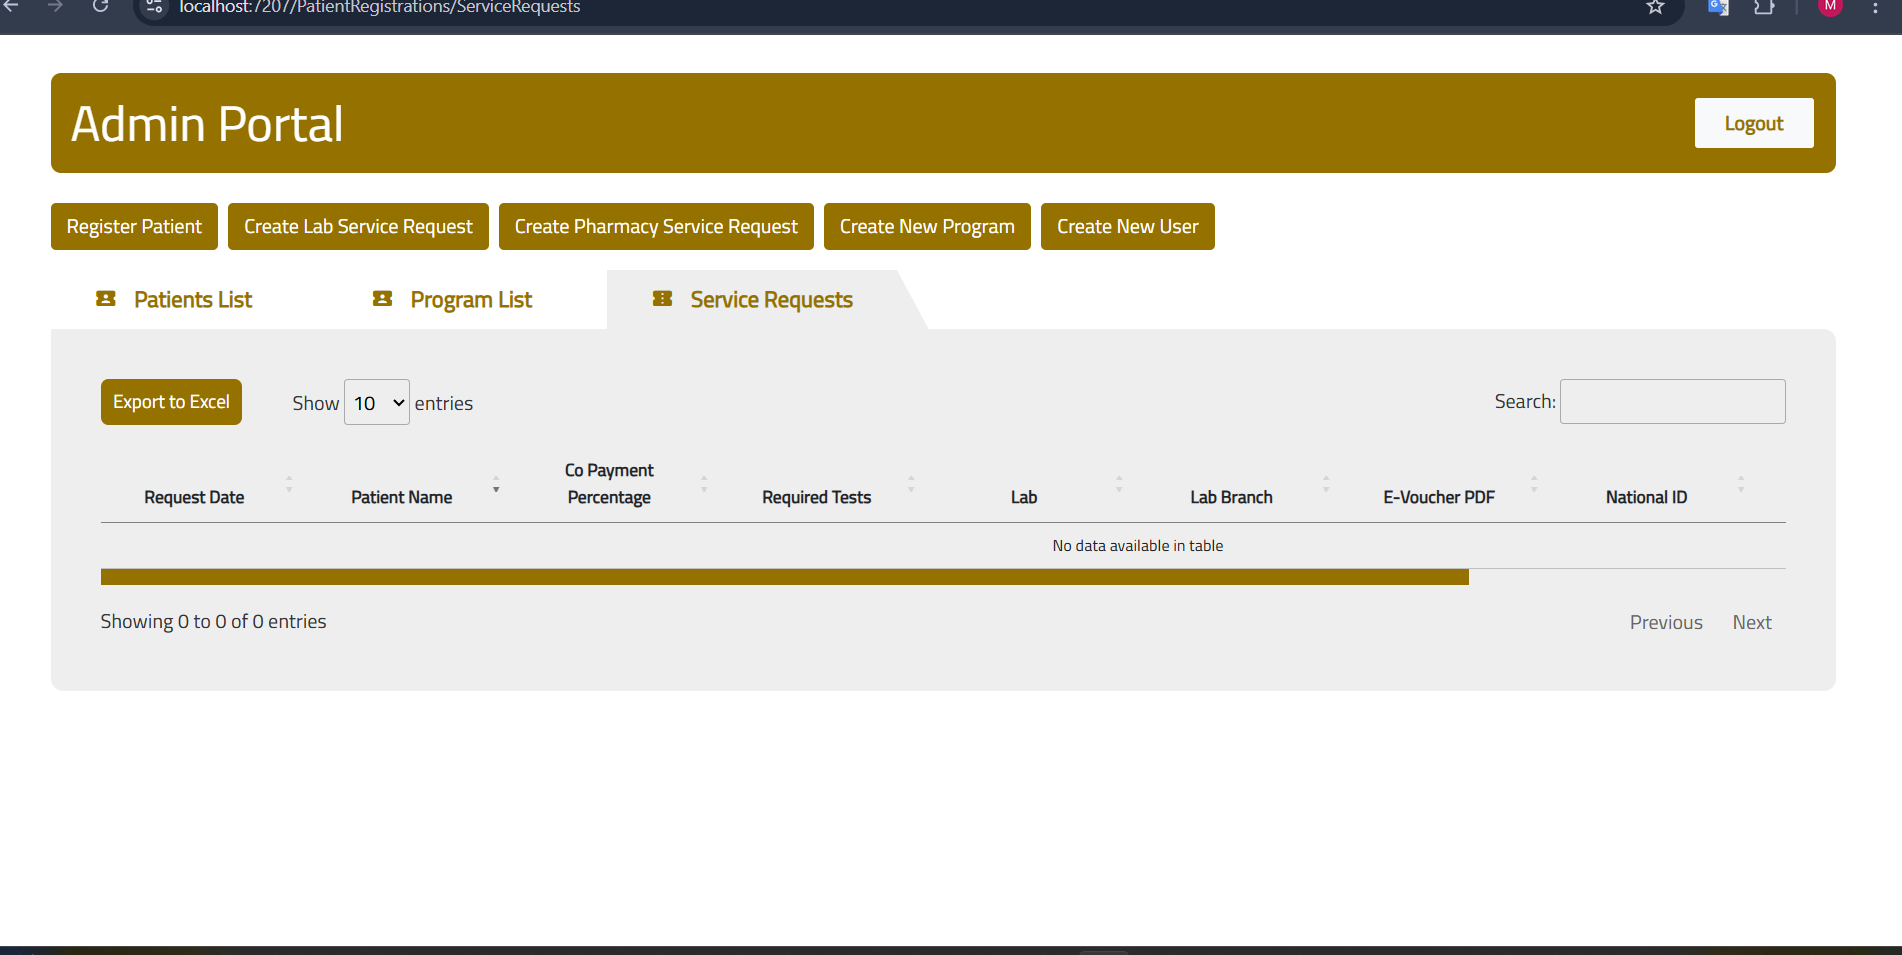 localhost:7207/PatientRegistrations/ServiceRequests
M
Admin Portal
Logout
Register Patient
Create Lab Service Request
Create Pharmacy Service Request
Create New Program
Create New User
Patients List
Program List
Service Requests
Export to Excel
Show 10 entries
Search:
Request Date
Patient Name
Co Payment
Percentage
Required Tests
Lab
Lab Branch
E-Voucher PDF
National ID
No data available in table
Showing 0 to 0 of 0 entries
Previous
Next